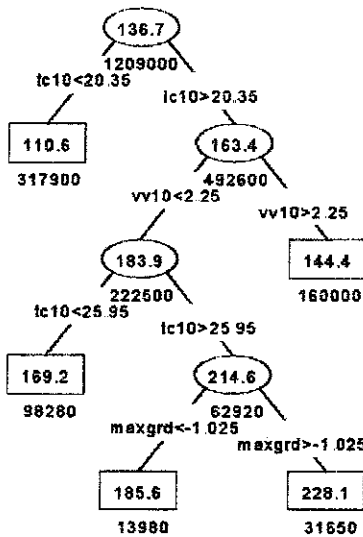 136.7
1209000
tc10<20.35
tc10>20.35
110.6
163.4
317900
492600
vv10<2.25
vv10>2.25
183.9
144.4
222500
160000
tc10<25.95
tc10>25.95
169.2
214.6
98280
62920
maxgrd<-1.025
maxgrd>-1.025
185.6
228.1
13980
31650